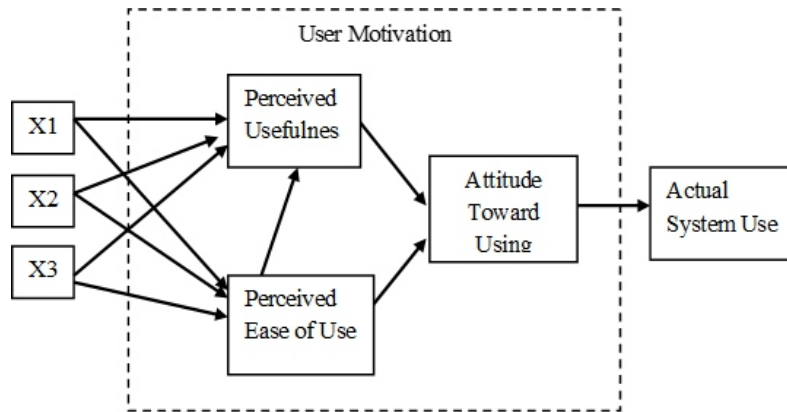 User Motivation
X1
X2
X3
Perceived
Usefulnes
Perceived
Ease of Use
Attitude
Toward
Using
Actual
System Use